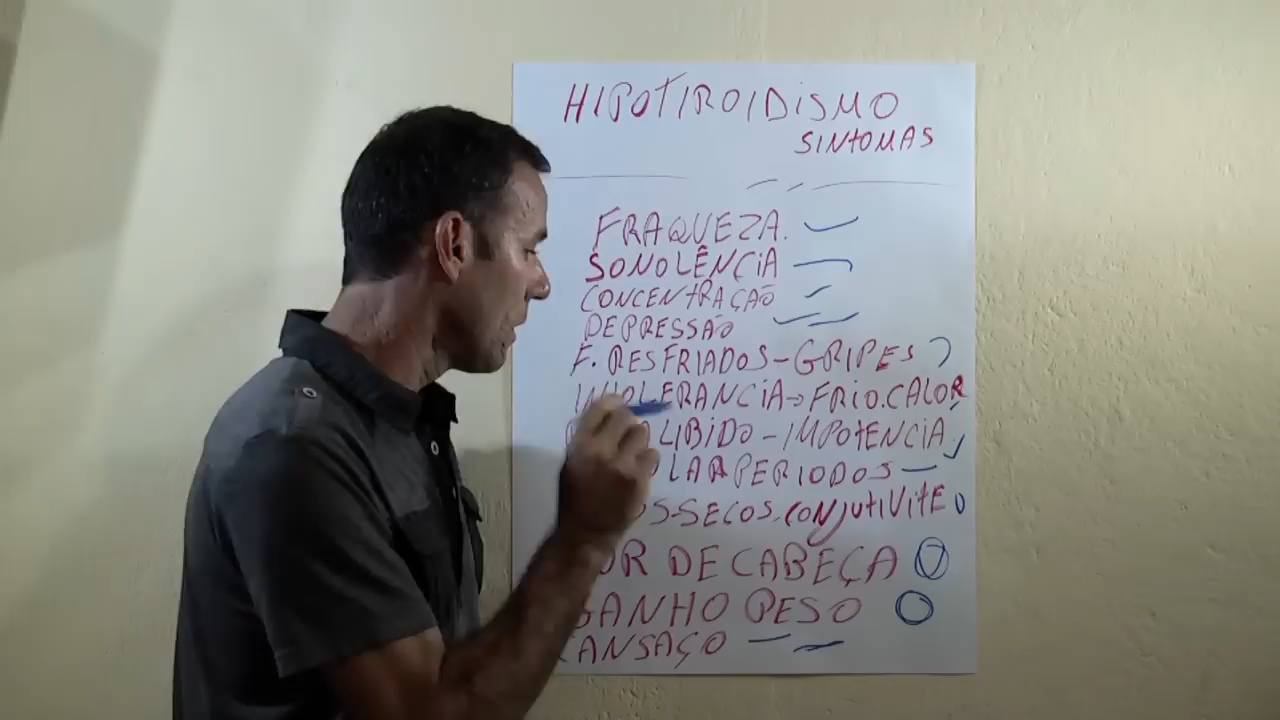 HIPOTIROIDISMO
SINTOMAS
FRAQUEZA.
SONOLÊNCIA
CONCENTRAÇÃO
DEPRESSÃO
F. RESFRIADOS-GRIPES
INTOLERANCIA→FRIO.CALOR
LIBIDO-IMPOTENCIA
PERIODOS
SECOS.CONJUTIVITE
DE CABEÇA
GANHO PESO
CANSAÇO